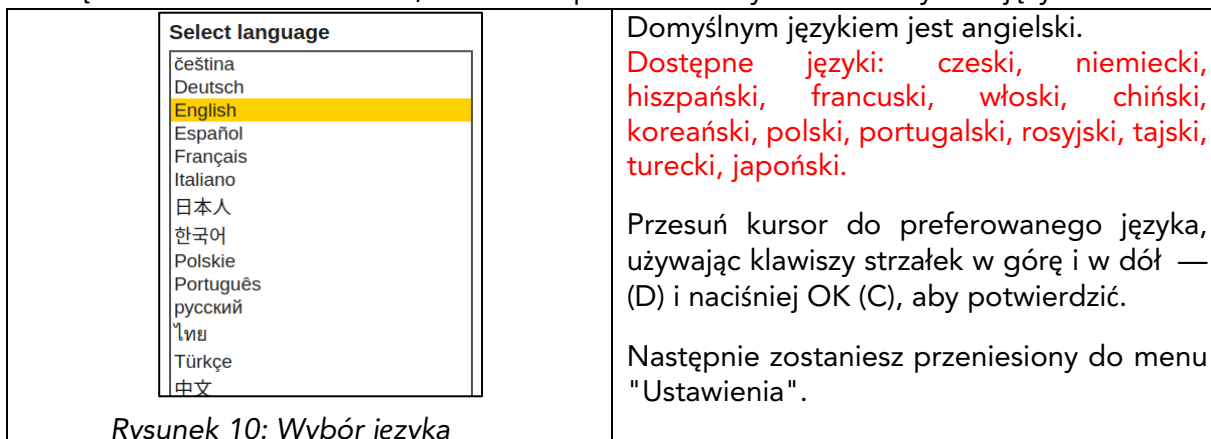 Select language
čeština
Deutsch
English
Español
Français
Italiano
日本人
한국어
Polskie
Português
русский
ไทย
Türkçe
中文
Rysunek 10: Wybór języka
Domyślnym językiem jest angielski.
Dostępne języki: czeski, niemiecki,
hiszpański, francuski, włoski, chiński,
koreański, polski, portugalski, rosyjski, tajski,
turecki, japoński.
Przesuń kursor do preferowanego języka,
używając klawiszy strzałek w górę i w dół —
(D) i naciśnij OK (C), aby potwierdzić.
Następnie zostaniesz przeniesiony do menu
"Ustawienia".